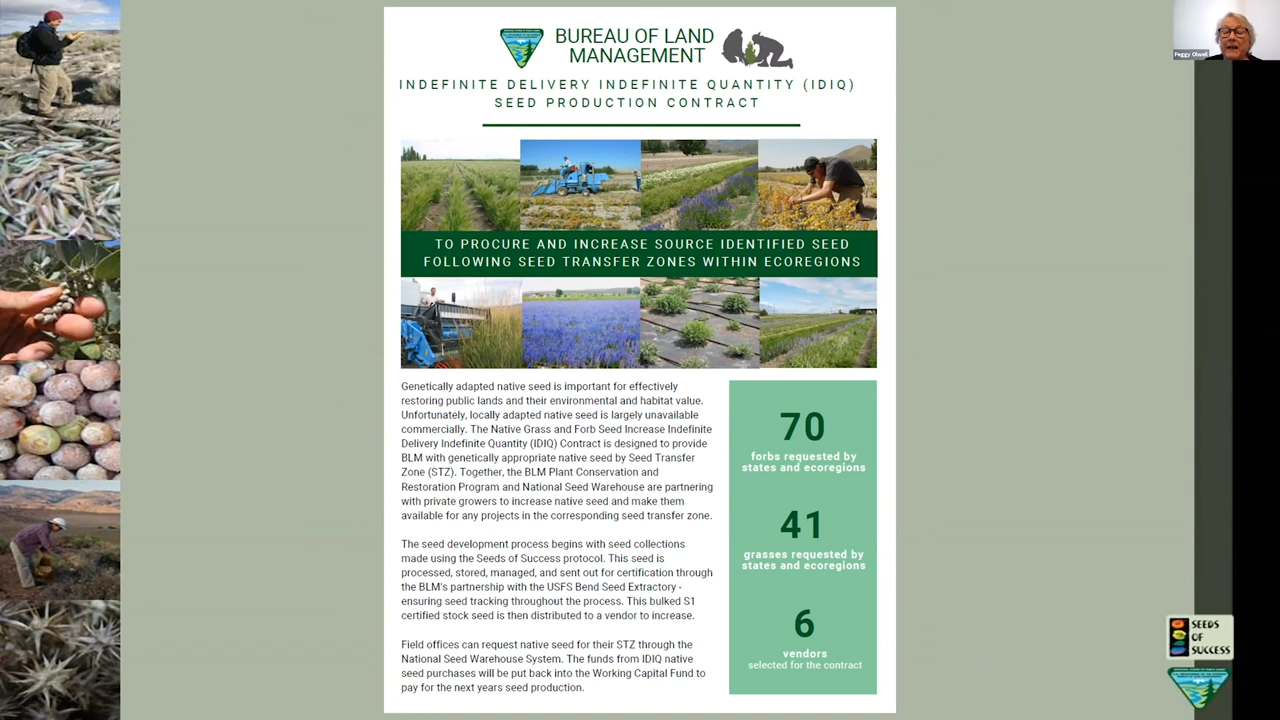 BUREAU OF LAND
MANAGEMENT
INDEFINITE DELIVERY INDEFINITE QUANTITY (IDIQ)
SEED PRODUCTION CONTRACT
TO PROCURE AND INCREASE SOURCE IDENTIFIED SEED
FOLLOWING SEED TRANSFER ZONES WITHIN ECOREGIONS
Genetically adapted native seed is important for effectively
restoring public lands and their environmental and habitat value.
Unfortunately, locally adapted native seed is largely unavailable
commercially. The Native Grass and Forb Seed Increase Indefinite
Delivery Indefinite Quantity (IDIQ) Contract is designed to provide
BLM with genetically appropriate native seed by Seed Transfer
Zone (STZ). Together, the BLM Plant Conservation and
Restoration Program and National Seed Warehouse are partnering
with private growers to increase native seed and make them
available for any projects in the corresponding seed transfer zone.
The seed development process begins with seed collections
made using the Seeds of Success protocol. This seed is
processed, stored, managed, and sent out for certification through
the BLM's partnership with the USFS Bend Seed Extractory -
ensuring seed tracking throughout the process. This bulked S1
certified stock seed is then distributed to a vendor to increase.
Field offices can request native seed for their STZ through the
National Seed Warehouse System. The funds from IDIQ native
seed purchases will be put back into the Working Capital Fund to
pay for the next years seed production.
70
forbs requested by
states and ecoregions
41
grasses requested by
states and ecoregions
6
vendors
selected for the contract
Peggy Olwell
SEEDS
OF
SUCCESS